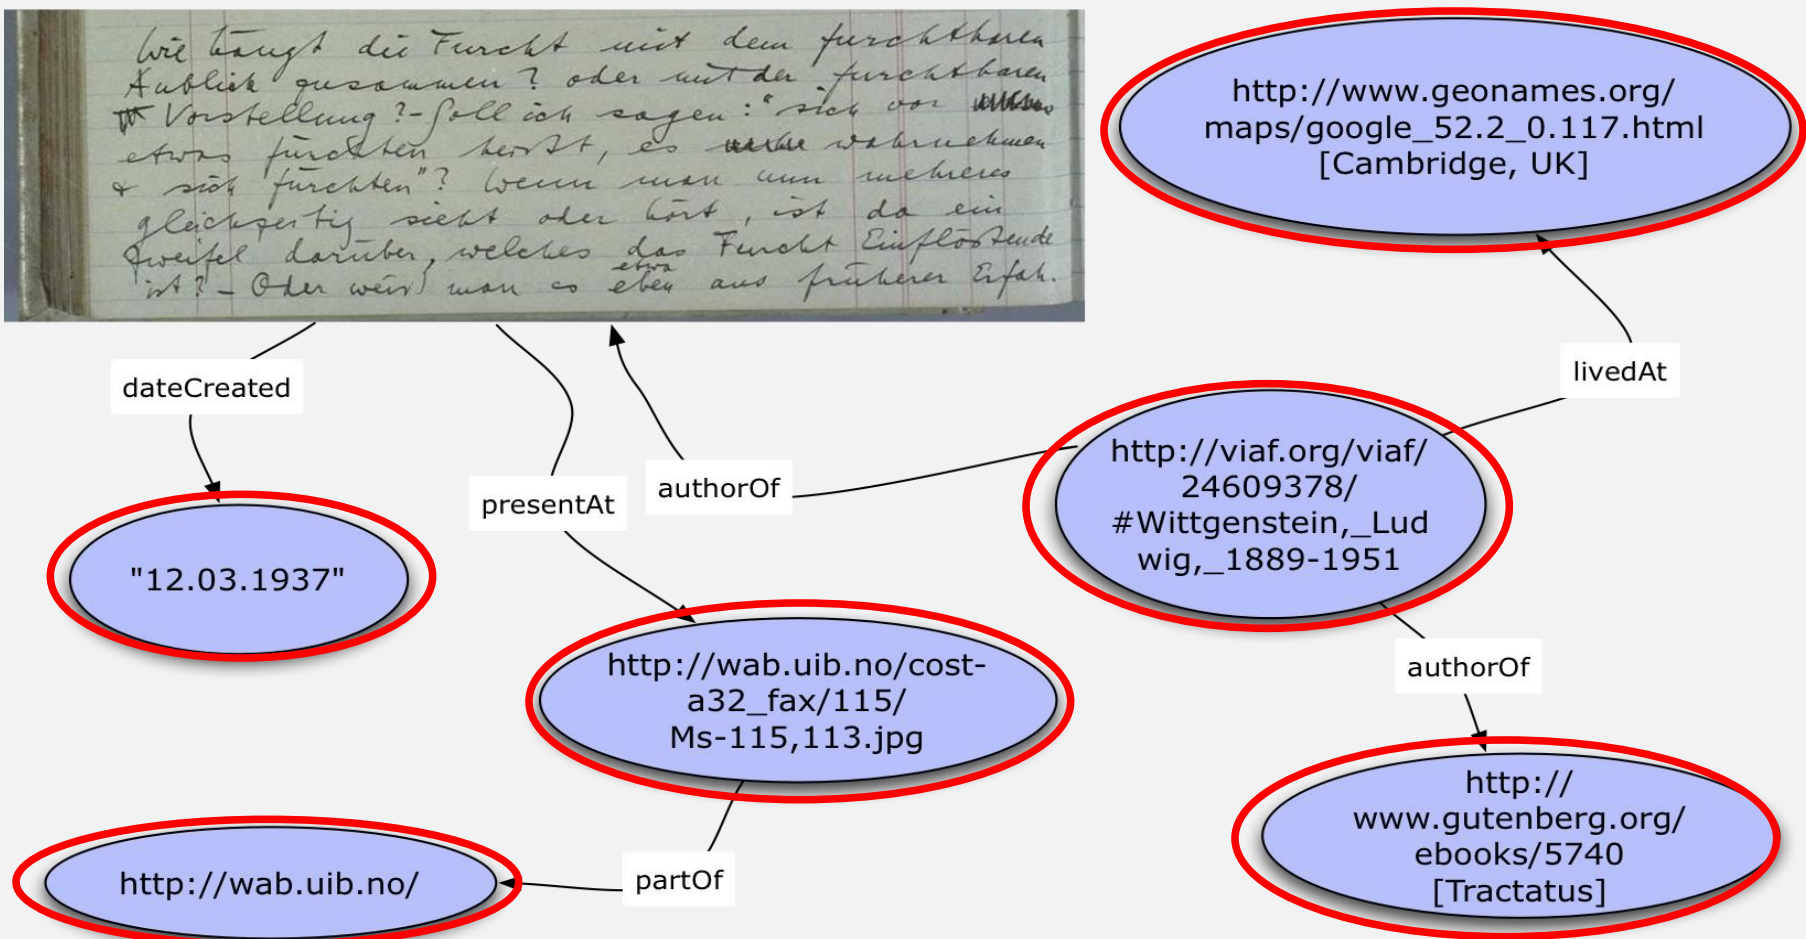 Wie hängt die Furcht mit dem furchtbaren
Anblick zusammen? oder mit der furchtbaren
Vorstellung? - Soll ich sagen: "sich vor
etwas fürchten heißt, es wahrnehmen
& sich fürchten"? Wenn man nun mehreres
gleichzeitig sieht oder hört, ist da ein
Zweifel darüber, welches das Furcht Einflößende
etwa
ist? - Oder weiß man es eben aus früherer Erfah-
http://www.geonames.org/
maps/google_52.2_0.117.html
[Cambridge, UK]
livedAt
dateCreated
presentAt
authorOf
http://viaf.org/viaf/
24609378/
#Wittgenstein,_Lud
wig,_1889-1951
"12.03.1937"
http://wab.uib.no/cost-
a32_fax/115/
Ms-115,113.jpg
authorOf
http://
www.gutenberg.org/
ebooks/5740
[Tractatus]
partOf
http://wab.uib.no/